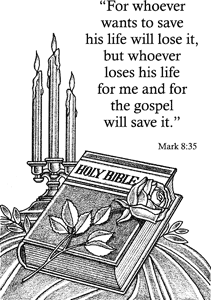 “For whoever
wants to save
his life will lose it,
but whoever
loses his life
for me and for
the gospel
will save it.”
Mark 8:35
HOLY BIBLE